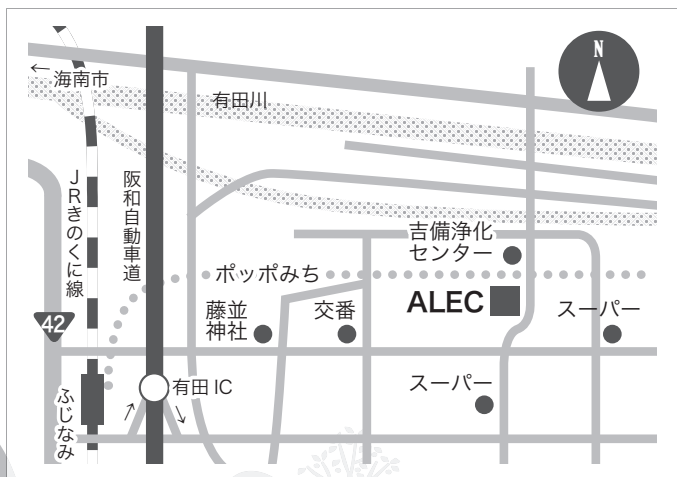 N
← 海南市
有田川
JRきのくに線
阪和自動車道
吉備浄化
センター
ポッポみち
ALEC
藤並
神社
交番
スーパー
42
有田 IC
スーパー
ふじなみ